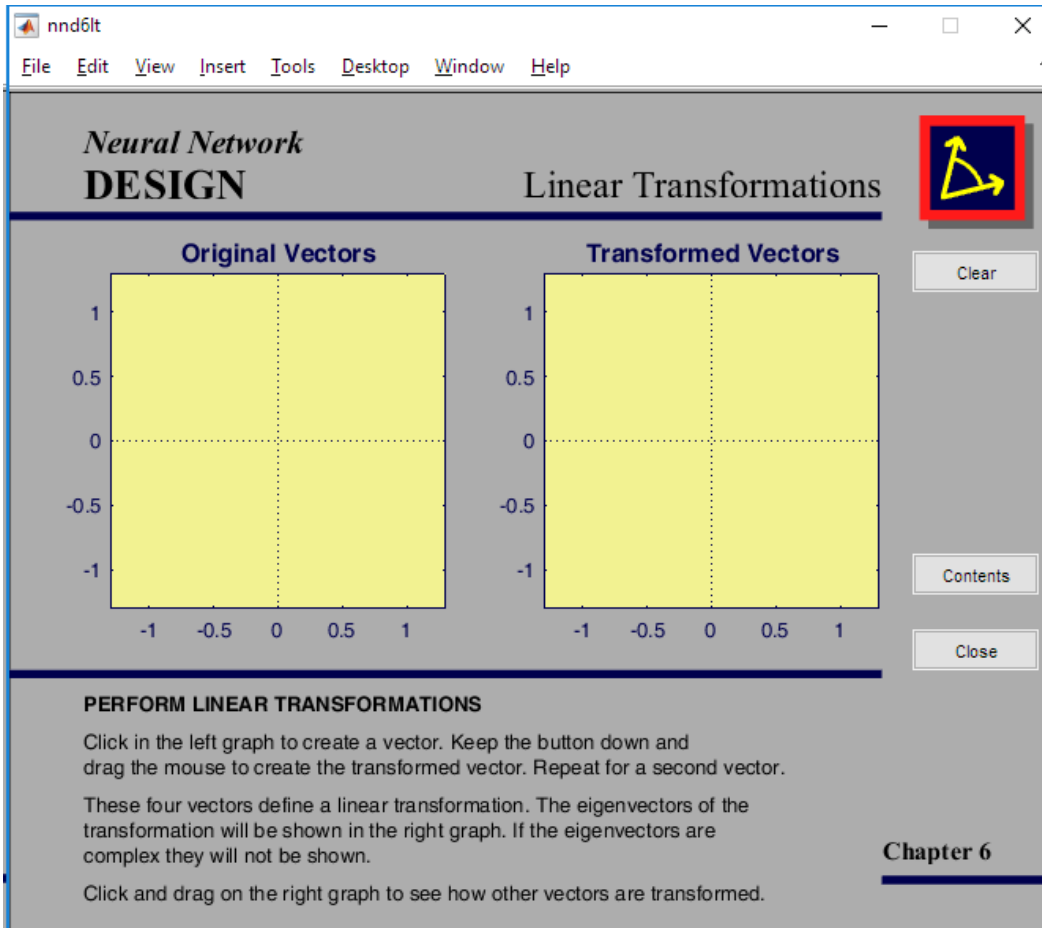 nnd6lt
File Edit View Insert Tools Desktop Window Help
Neural Network
DESIGN
Linear Transformations
Original Vectors
1
0.5
0
-0.5
-1
-1 -0.5 0 0.5 1
Transformed Vectors
1
0.5
0
-0.5
-1
-1 -0.5 0 0.5 1
Clear
Contents
Close
PERFORM LINEAR TRANSFORMATIONS
Click in the left graph to create a vector. Keep the button down and
drag the mouse to create the transformed vector. Repeat for a second vector.
These four vectors define a linear transformation. The eigenvectors of the
transformation will be shown in the right graph. If the eigenvectors are
complex they will not be shown.
Click and drag on the right graph to see how other vectors are transformed.
Chapter 6